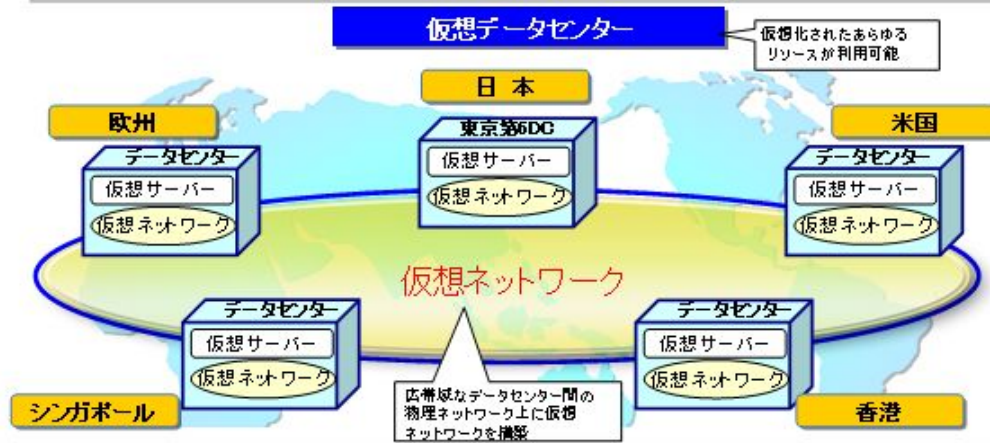 仮想データセンター
仮想化されたあらゆる
リソースが利用可能
日 本
欧州
米国
東京第6DC
仮想サーバー
仮想ネットワーク
データセンター
仮想サーバー
仮想ネットワーク
データセンター
仮想サーバー
仮想ネットワーク
仮想ネットワーク
データセンター
仮想サーバー
仮想ネットワーク
データセンター
仮想サーバー
仮想ネットワーク
シンガポール
広帯域なデータセンター間の
物理ネットワーク上に仮想
ネットワークを構築
香港